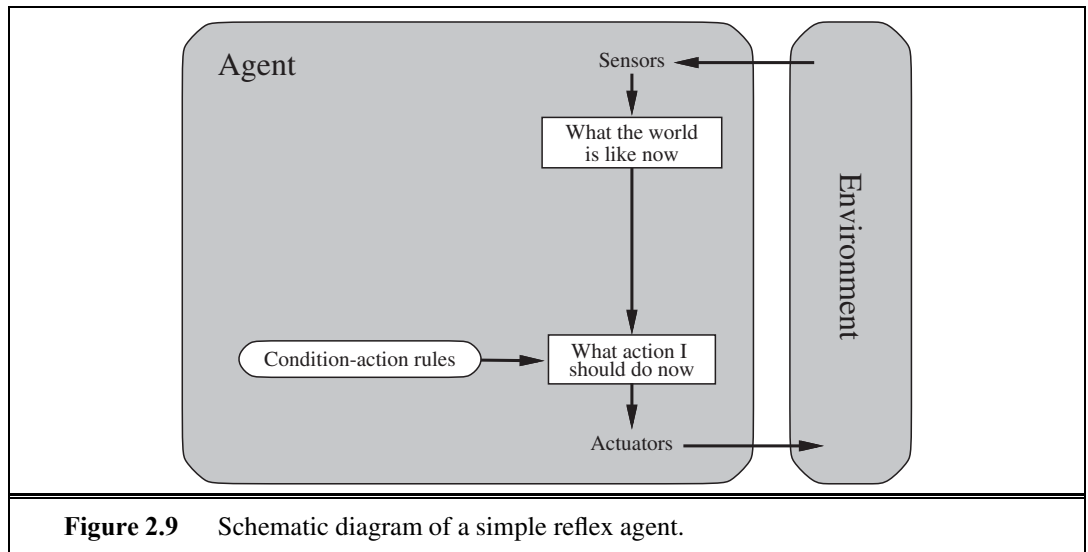 Agent
Sensors
What the world
is like now
Environment
Condition-action rules
What action I
should do now
Actuators
Figure 2.9 Schematic diagram of a simple reflex agent.